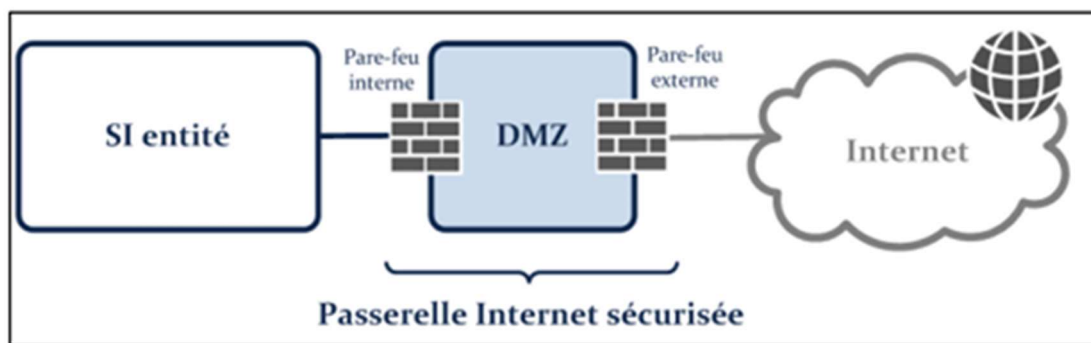 Pare-feu
interne
Pare-feu
externe
SI entité
DMZ
Internet
Passerelle Internet sécurisée